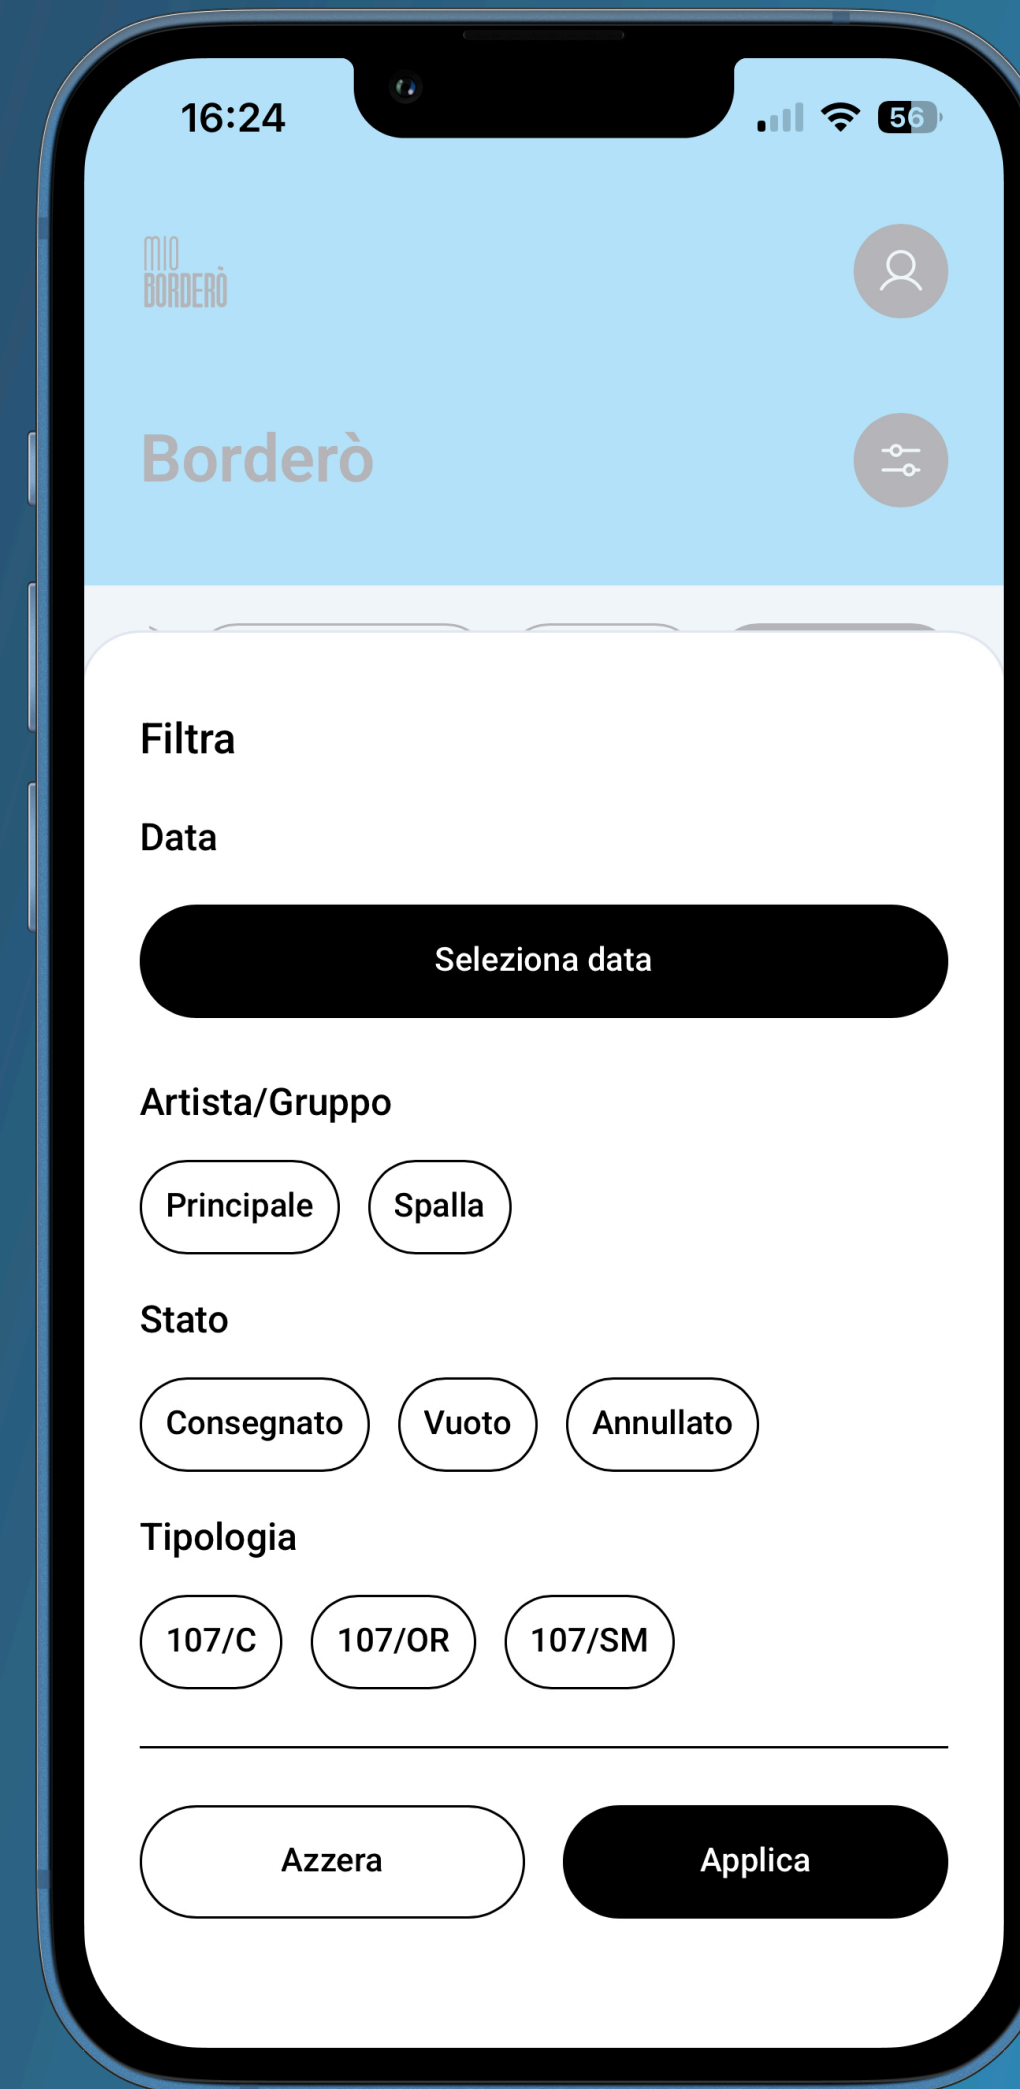 16:24
56
MIO
BORDERÒ
Borderò
Filtra
Data
Seleziona data
Artista/Gruppo
Principale Spalla
Stato
Consegnato Vuoto Annullato
Tipologia
107/C 107/OR 107/SM
Azzera Applica